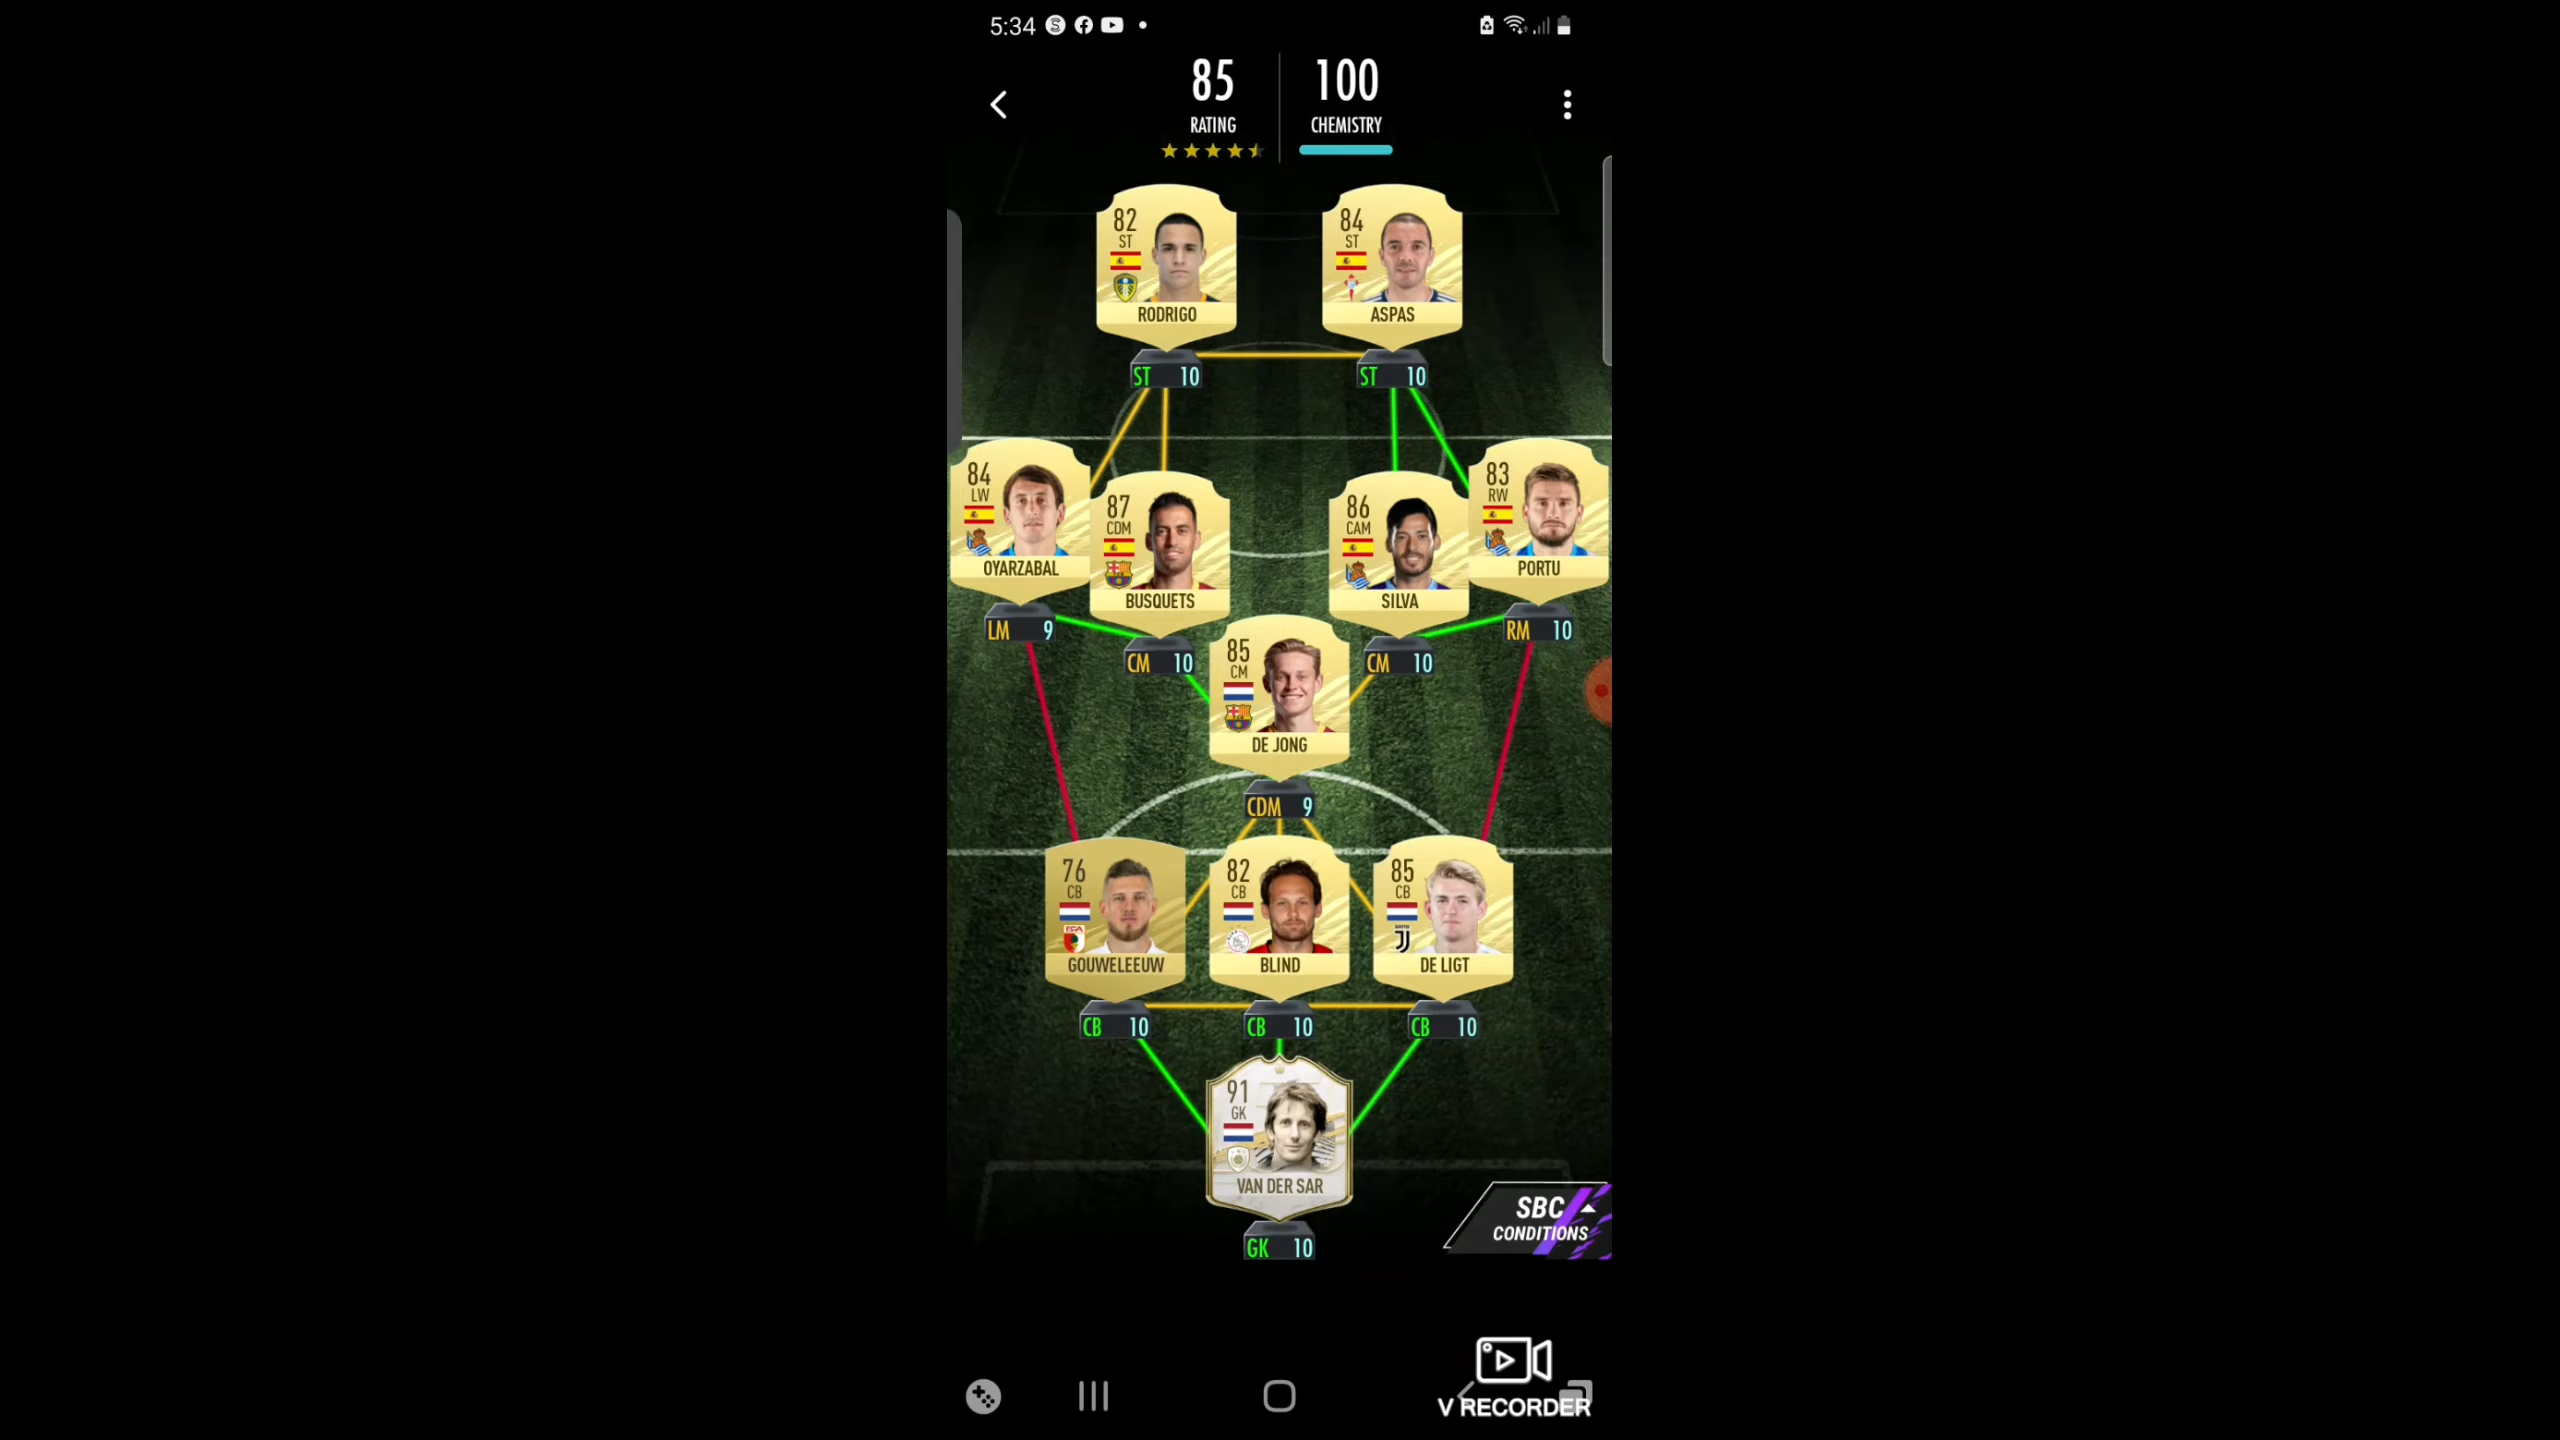 5:34
85
RATING
100
CHEMISTRY
82
ST
RODRIGO
ST 10
84
ST
ASPAS
ST 10
84
LW
OYARZABAL
LM 9
87
CDM
BUSQUETS
CM 10
86
CAM
SILVA
CM 10
83
RW
PORTU
RM 10
85
CM
DE JONG
CDM 9
76
CB
FCA
GOUWELEEUW
CB 10
82
CB
BLIND
CB 10
85
CB
DE LIGT
CB 10
91
GK
VAN DER SAR
GK 10
SBC
CONDITIONS
V RECORDER